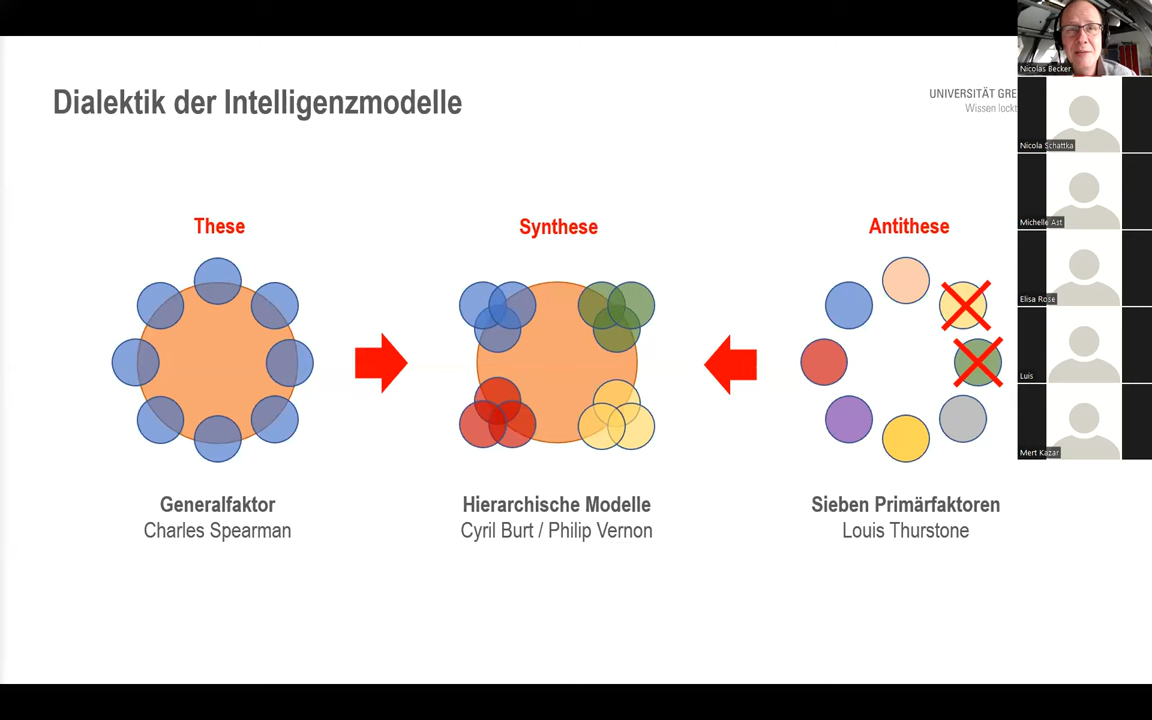 Dialektik der Intelligenzmodelle
UNIVERSITÄT GRE
Wissen lockt
These
Synthese
Antithese
Generalfaktor
Charles Spearman
Hierarchische Modelle
Cyril Burt / Philip Vernon
Sieben Primärfaktoren
Louis Thurstone
Nicolas Becker
Nicola Schattka
Michelle Ast
Elisa Rose
Luis
Mert Kazar